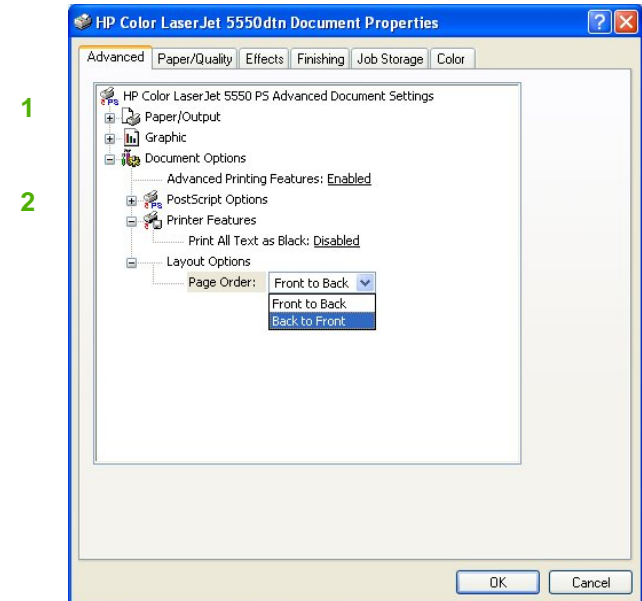 HP Color LaserJet 5550dtn Document Properties
Advanced Paper/Quality Effects Finishing Job Storage Color
HP Color LaserJet 5550 PS Advanced Document Settings
1
Paper/Output
Graphic
Document Options
Advanced Printing Features: Enabled
2
PostScript Options
Printer Features
Print All Text as Black: Disabled
Layout Options
Page Order: Front to Back
Front to Back
Back to Front
OK Cancel